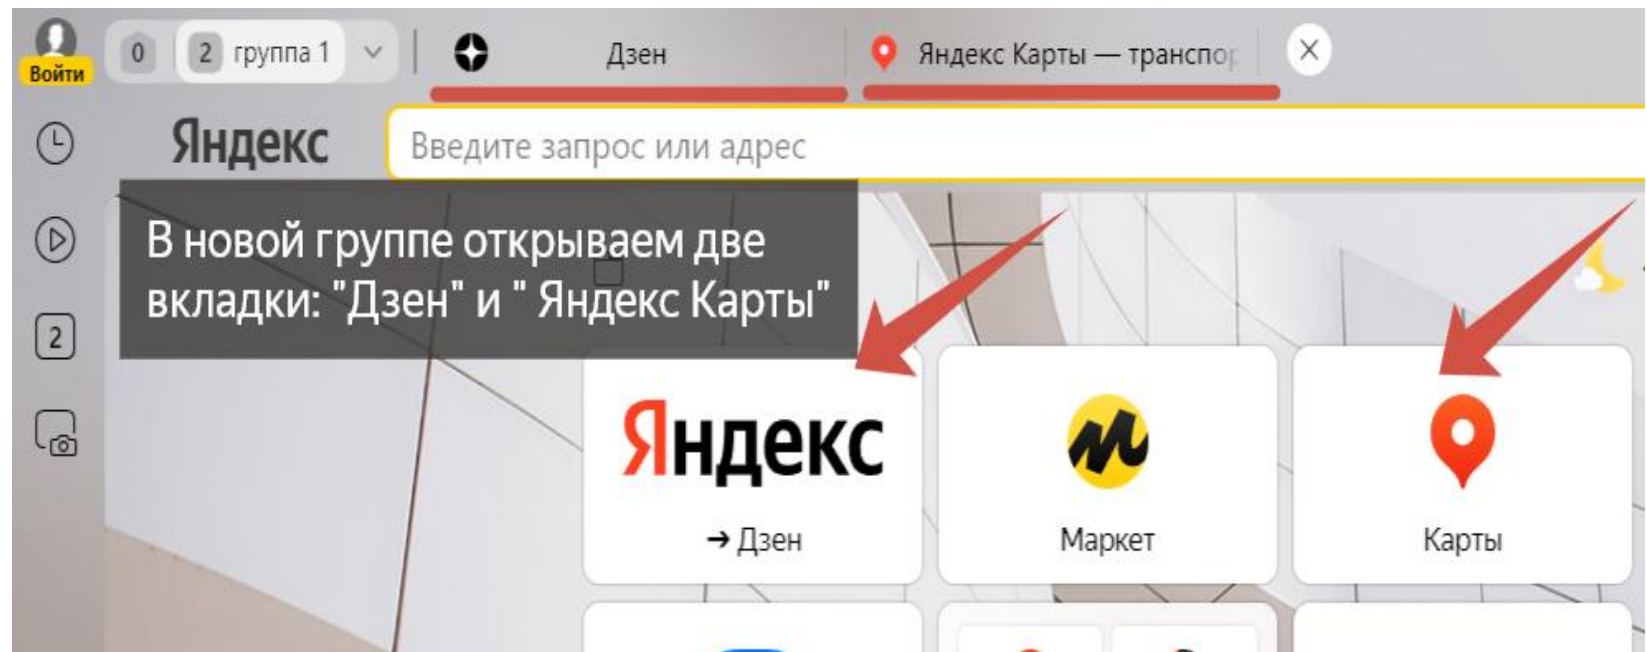 Войти
0
2 группа 1
Дзен
Яндекс Карты — транспор
Яндекс
Введите запрос или адрес
В новой группе открываем две
вкладки: "Дзен" и " Яндекс Карты"
2
Яндекс
→ Дзен
Маркет
Карты